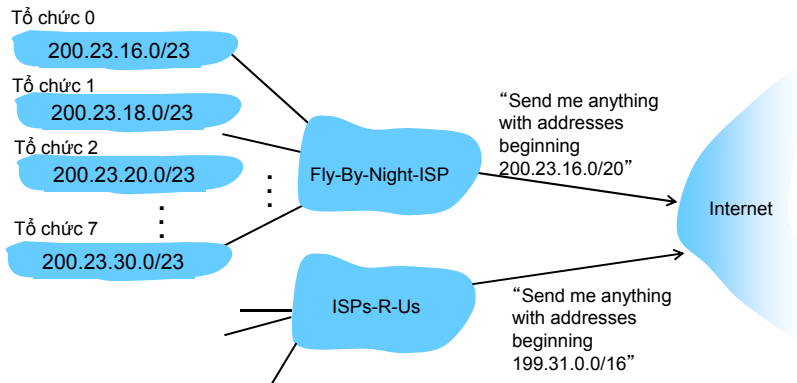 Tổ chức 0
200.23.16.0/23
Tổ chức 1
200.23.18.0/23
Tổ chức 2
200.23.20.0/23
Tổ chức 7
200.23.30.0/23
Fly-By-Night-ISP
“Send me anything
with addresses
beginning
200.23.16.0/20”
Internet
ISPs-R-Us
“Send me anything
with addresses
beginning
199.31.0.0/16”